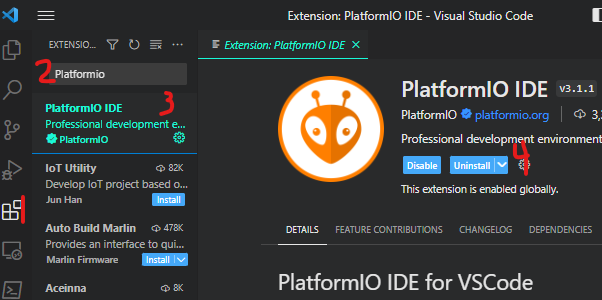 Extension: PlatformIO IDE - Visual Studio Code
EXTENSIO...
Extension: PlatformIO IDE
2
Platformio
3
PlatformIO IDE
Professional development e...
PlatformIO
IoT Utility 82K
Develop IoT project based o...
Jun Han Install
1
Auto Build Marlin 478K
Provides an interface to qui...
Marlin Firmware Install
Aceinna 8K
PlatformIO IDE v3.1.1
PlatformIO platformio.org 3,
Professional development environment
Disable Uninstall
4
This extension is enabled globally.
DETAILS FEATURE CONTRIBUTIONS CHANGELOG DEPENDENCIES
PlatformIO IDE for VSCode